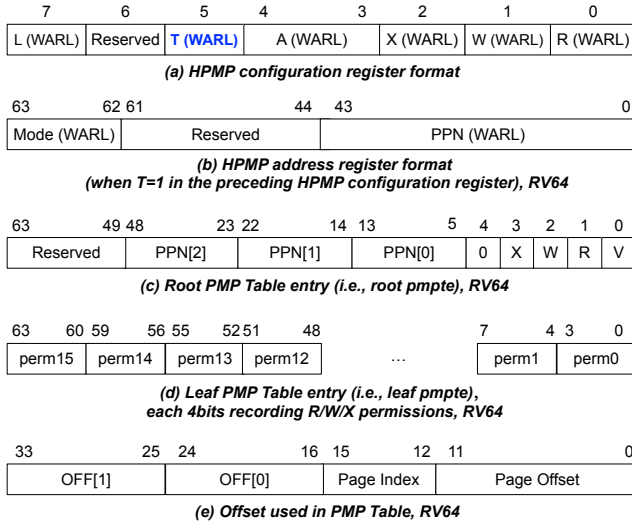 7 6 5 4 3 2 1 0
L (WARL) Reserved T (WARL) A (WARL) X (WARL) W (WARL) R (WARL)
(a) HPMP configuration register format
63 62 61 44 43 0
Mode (WARL) Reserved PPN (WARL)
(b) HPMP address register format
(when T=1 in the preceding HPMP configuration register), RV64
63 49 48 23 22 14 13 5 4 3 2 1 0
Reserved PPN[2] PPN[1] PPN[0] 0 X W R V
(c) Root PMP Table entry (i.e., root pmpte), RV64
63 60 59 56 55 52 51 48 7 4 3 0
perm15 perm14 perm13 perm12 ... perm1 perm0
(d) Leaf PMP Table entry (i.e., leaf pmpte),
each 4bits recording R/W/X permissions, RV64
33 25 24 16 15 12 11 0
OFF[1] OFF[0] Page Index Page Offset
(e) Offset used in PMP Table, RV64